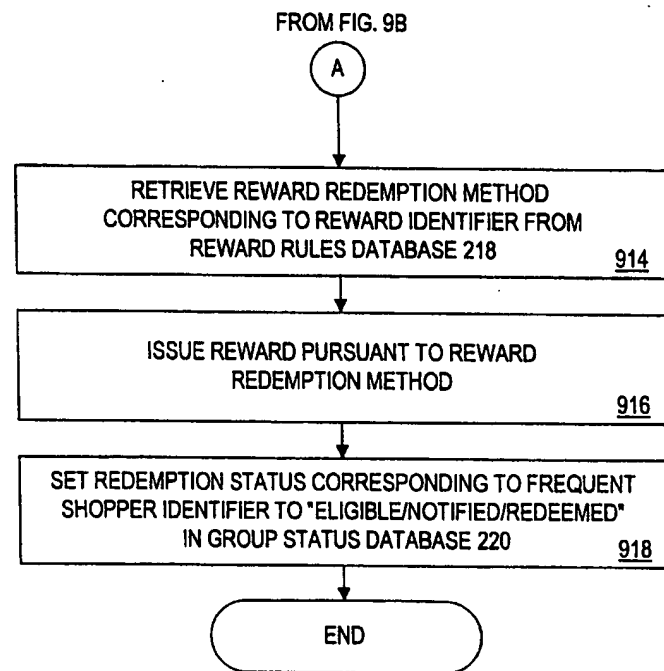 FROM FIG. 9B
A
RETRIEVE REWARD REDEMPTION METHOD
CORRESPONDING TO REWARD IDENTIFIER FROM
REWARD RULES DATABASE 218
914
ISSUE REWARD PURSUANT TO REWARD
REDEMPTION METHOD
916
SET REDEMPTION STATUS CORRESPONDING TO FREQUENT
SHOPPER IDENTIFIER TO "ELIGIBLE/NOTIFIED/REDEEMED"
IN GROUP STATUS DATABASE 220
918
END